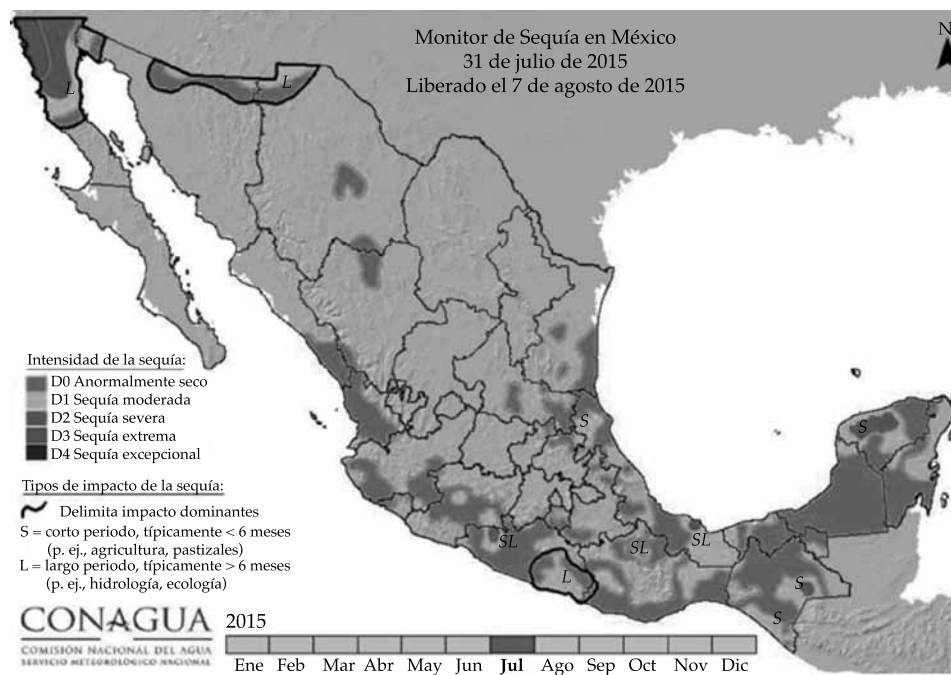 Monitor de Sequía en México
31 de julio de 2015
Liberado el 7 de agosto de 2015
N
L
L
S
S
SL
SL
SL
L
S
S
Intensidad de la sequía:
D0 Anormalmente seco
D1 Sequía moderada
D2 Sequía severa
D3 Sequía extrema
D4 Sequía excepcional
Tipos de impacto de la sequía:
Delimita impacto dominantes
S = corto periodo, típicamente < 6 meses
(p. ej., agricultura, pastizales)
L = largo periodo, típicamente > 6 meses
(p. ej., hidrología, ecología)
CONAGUA
COMISIÓN NACIONAL DEL AGUA
SERVICIO METEOROLÓGICO NACIONAL
2015
Ene Feb Mar Abr May Jun Jul Ago Sep Oct Nov Dic